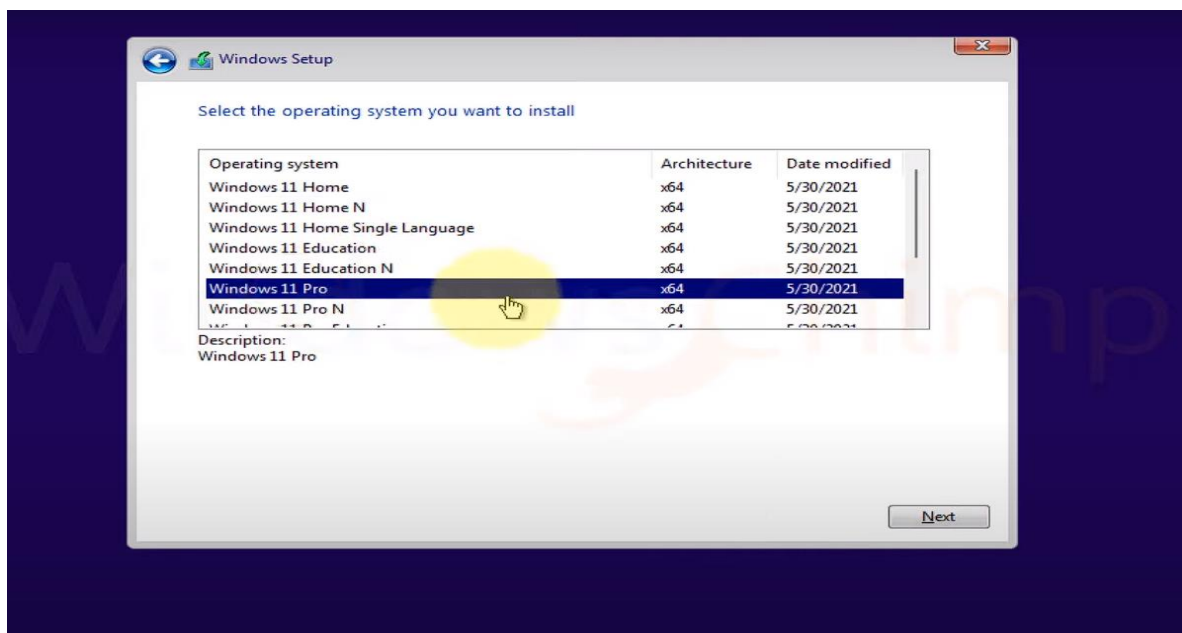 Windows Setup
Select the operating system you want to install
Operating system Architecture Date modified
Windows 11 Home x64 5/30/2021
Windows 11 Home N x64 5/30/2021
Windows 11 Home Single Language x64 5/30/2021
Windows 11 Education x64 5/30/2021
Windows 11 Education N x64 5/30/2021
Windows 11 Pro x64 5/30/2021
Windows 11 Pro N x64 5/30/2021
Description:
Windows 11 Pro
Next